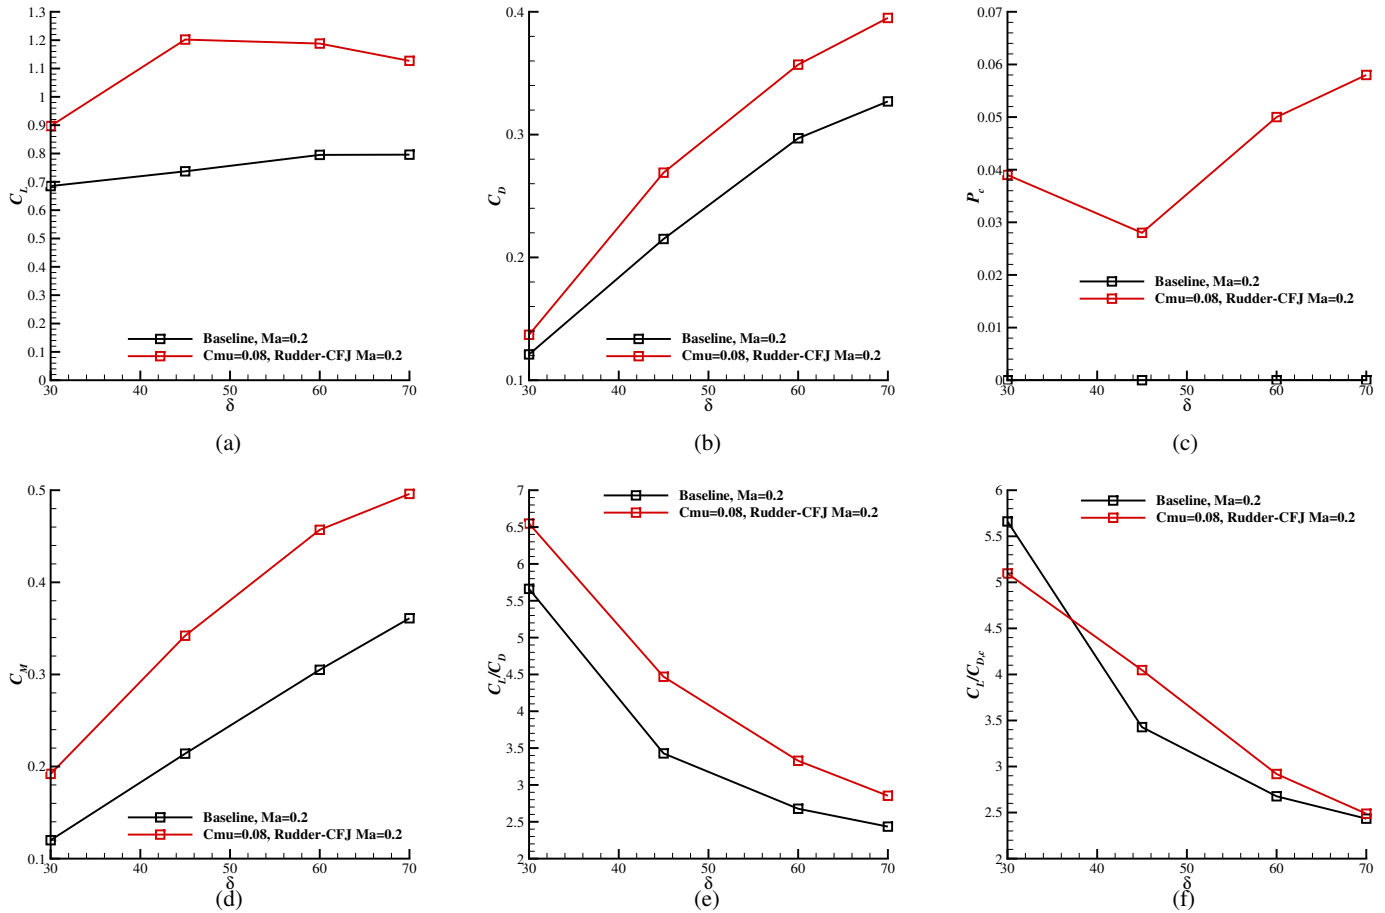 1.3
1.2
1.1
1
0.9
0.8
0.7
0.6
0.5
0.4
0.3
0.2
0.1
0
C_L
30 40 50 60 70
δ
Baseline, Ma=0.2
Cmu=0.08, Rudder-CFJ Ma=0.2
(a)
0.4
0.3
0.2
0.1
C_D
30 40 50 60 70
δ
Baseline, Ma=0.2
Cmu=0.08, Rudder-CFJ Ma=0.2
(b)
0.07
0.06
0.05
0.04
0.03
0.02
0.01
0
P_c
30 40 50 60 70
δ
Baseline, Ma=0.2
Cmu=0.08, Rudder-CFJ Ma=0.2
(c)
0.5
0.4
0.3
0.2
0.1
C_M
30 40 50 60 70
δ
Baseline, Ma=0.2
Cmu=0.08, Rudder-CFJ Ma=0.2
(d)
7
6.5
6
5.5
5
4.5
4
3.5
3
2.5
2
C_L/C_D
30 40 50 60 70
δ
Baseline, Ma=0.2
Cmu=0.08, Rudder-CFJ Ma=0.2
(e)
6
5.5
5
4.5
4
3.5
3
2.5
2
C_L/C_D,c
30 40 50 60 70
δ
Baseline, Ma=0.2
Cmu=0.08, Rudder-CFJ Ma=0.2
(f)